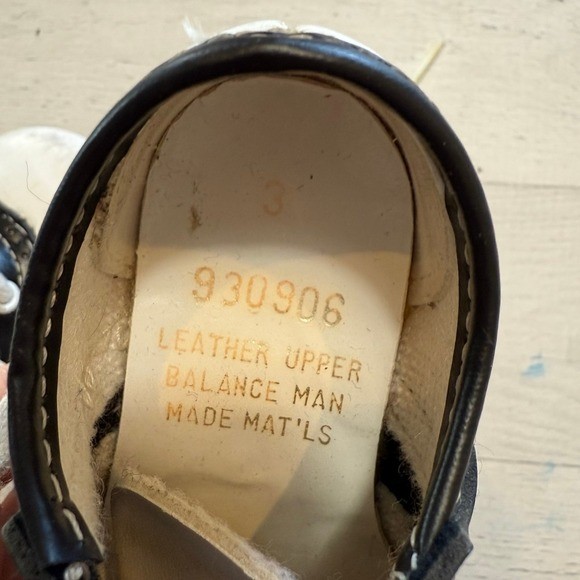 3
930906
LEATHER UPPER
BALANCE MAN
MADE MAT'LS